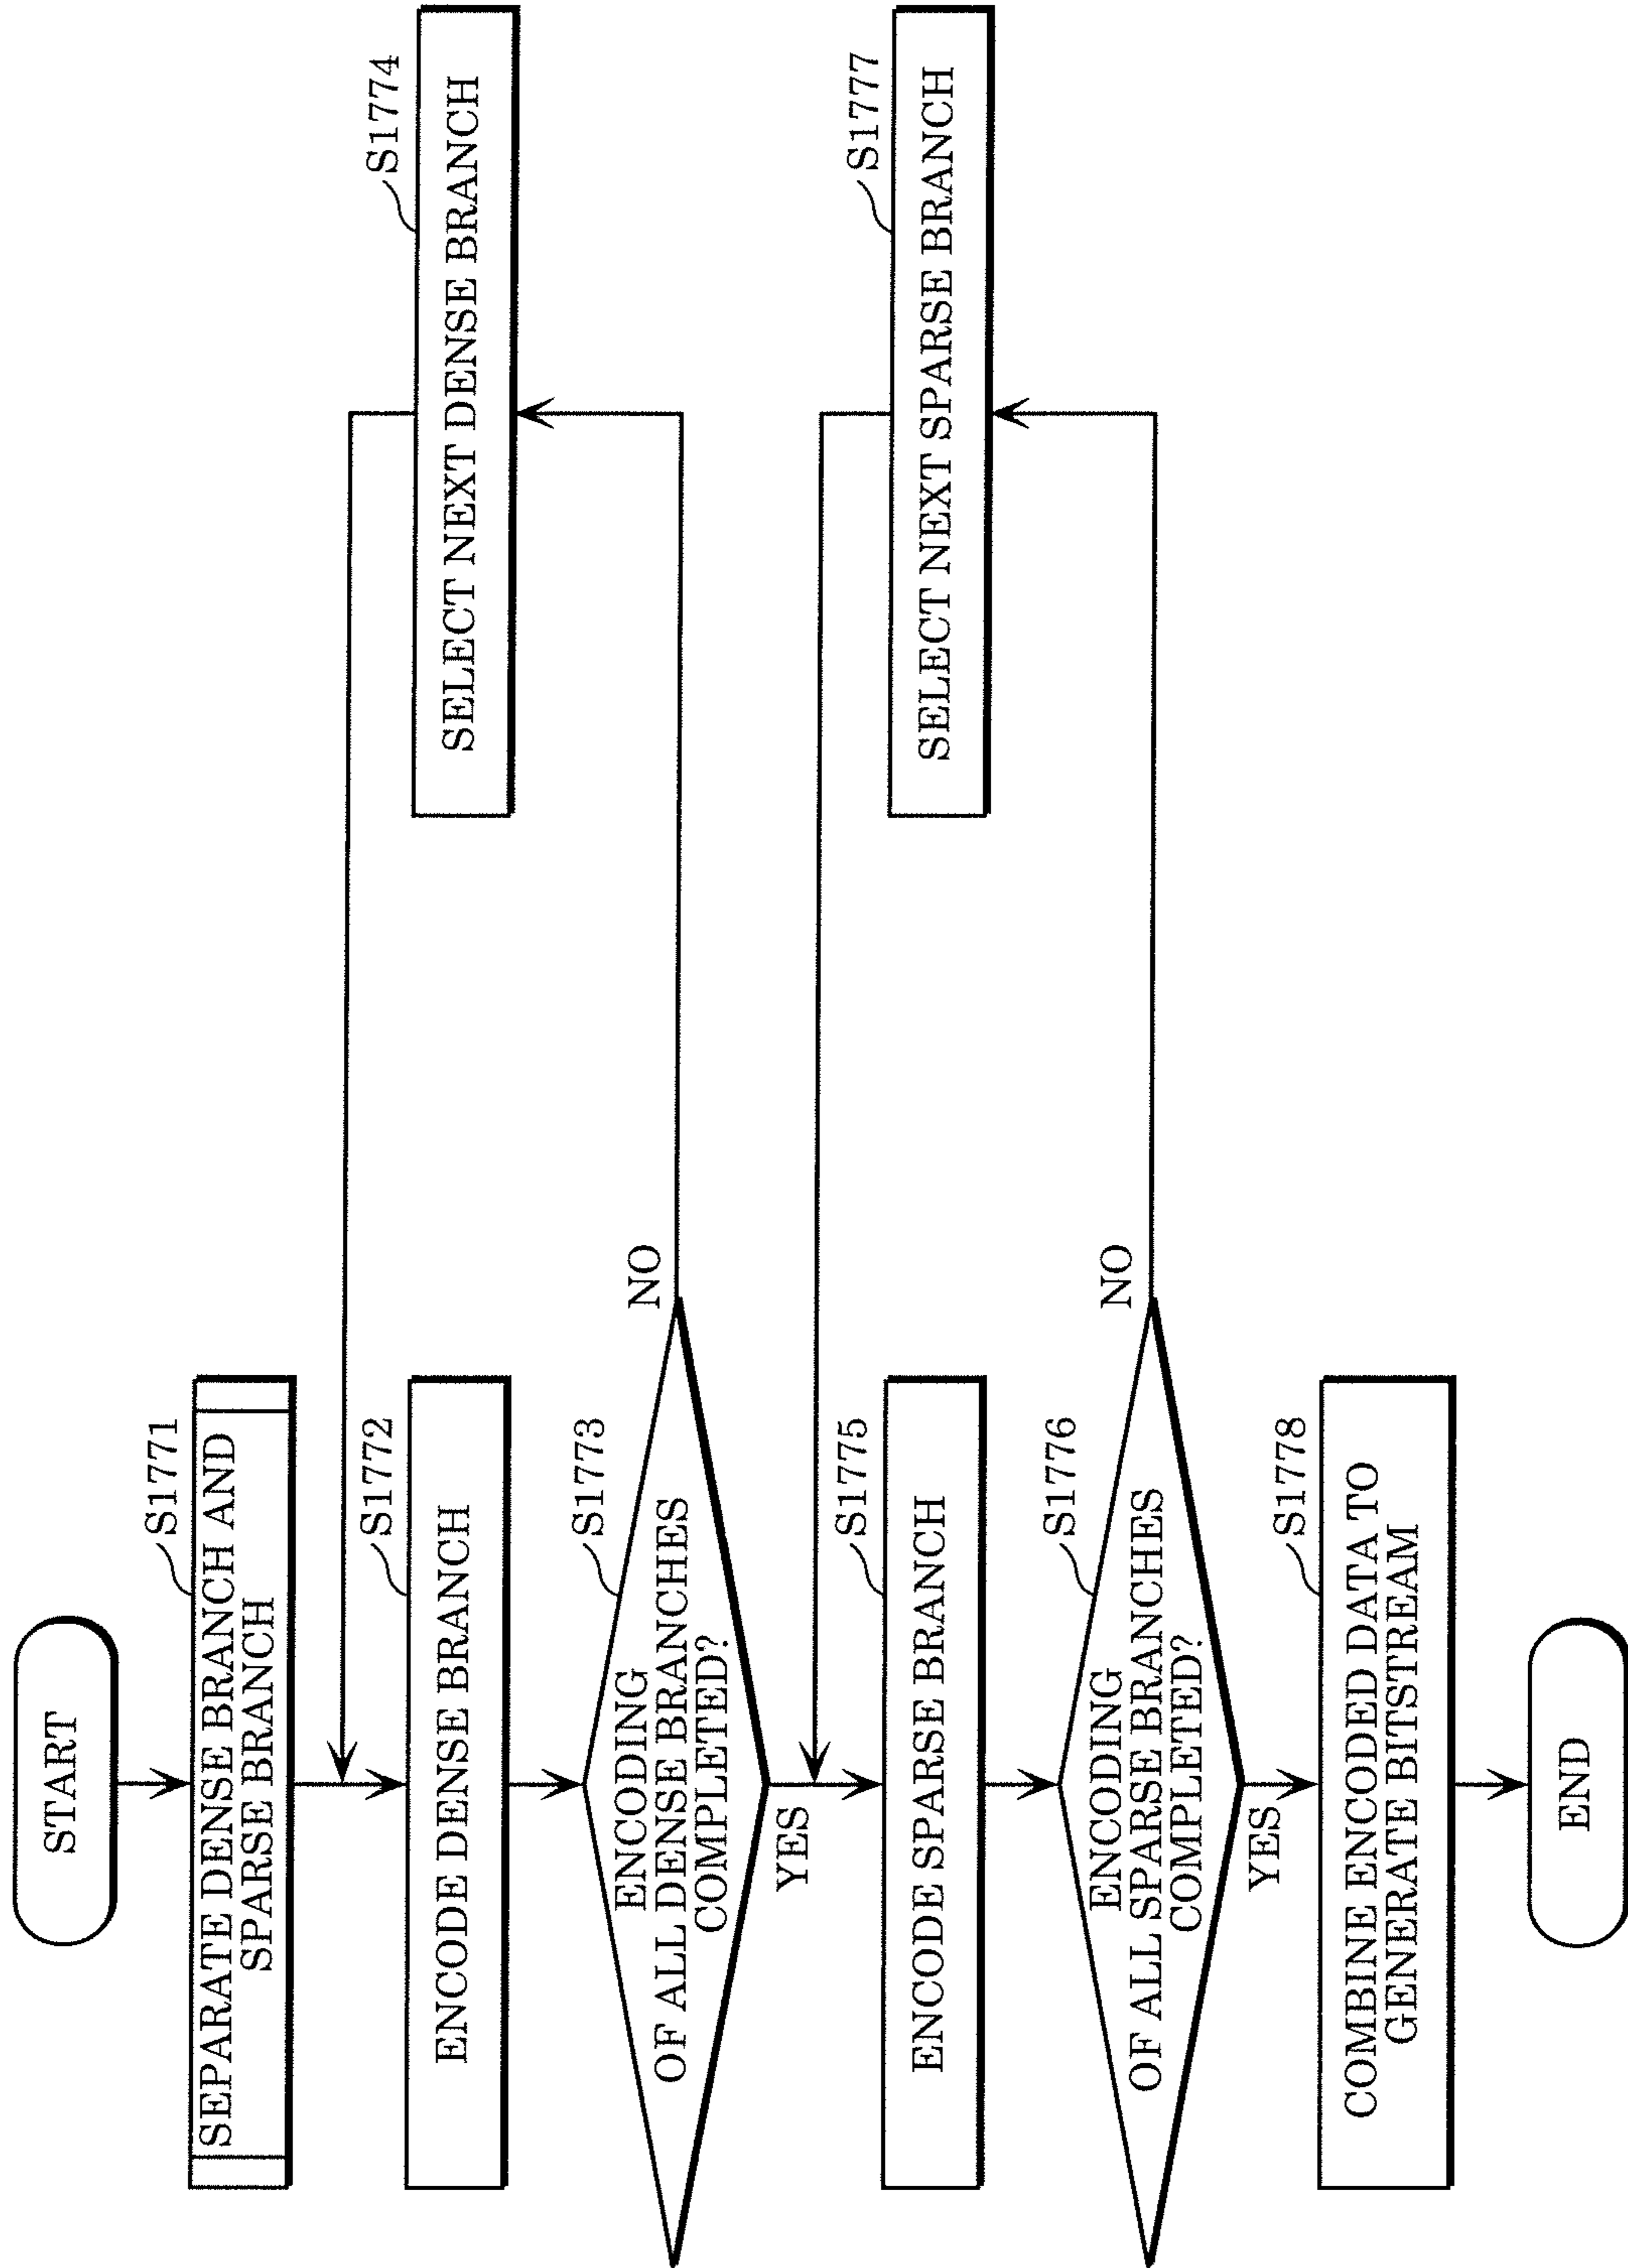 START
S1771
SEPARATE DENSE BRANCH AND
SPARSE BRANCH
S1772
ENCODE DENSE BRANCH
S1773
ENCODING
OF ALL DENSE BRANCHES
COMPLETED?
NO
YES
S1774
SELECT NEXT DENSE BRANCH
S1775
ENCODE SPARSE BRANCH
S1776
ENCODING
OF ALL SPARSE BRANCHES
COMPLETED?
NO
YES
S1777
SELECT NEXT SPARSE BRANCH
S1778
COMBINE ENCODED DATA TO
GENERATE BITSTREAM
END